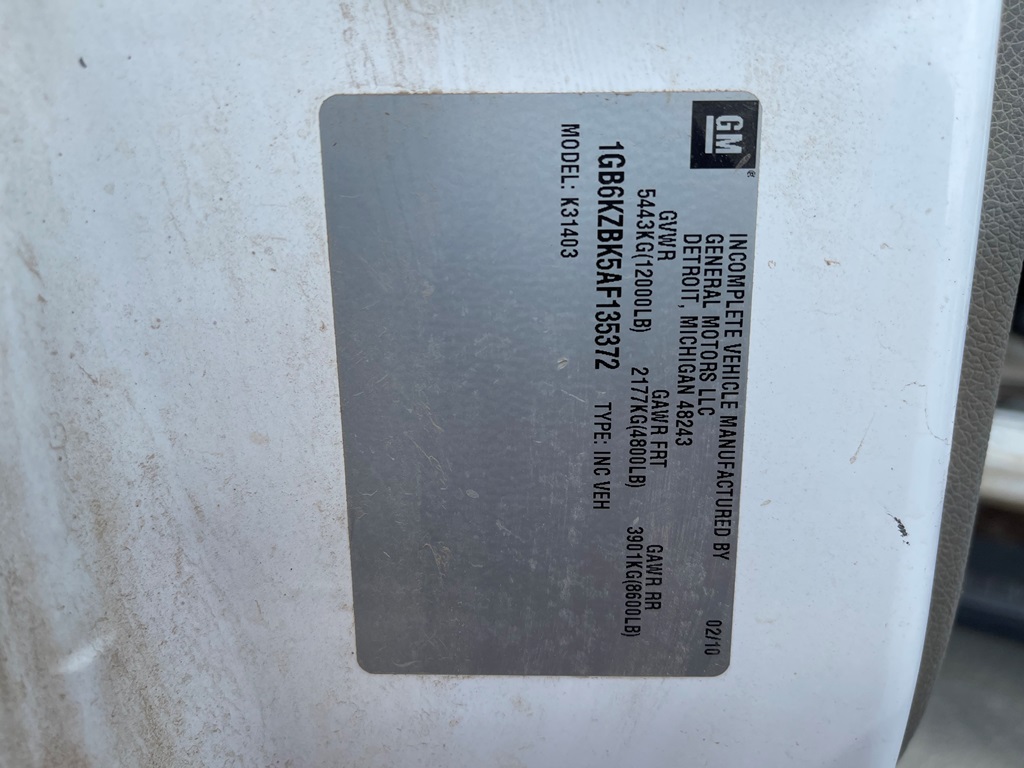 GM
INCOMPLETE VEHICLE MANUFACTURED BY
GENERAL MOTORS LLC
DETROIT, MICHIGAN 48243
02/10
GVWR GAWR FRT GAWR RR
5443KG(12000LB) 2177KG(4800LB) 3901KG(8600LB)
1GB6KZBK5AF135372 TYPE: INC VEH
MODEL: K31403